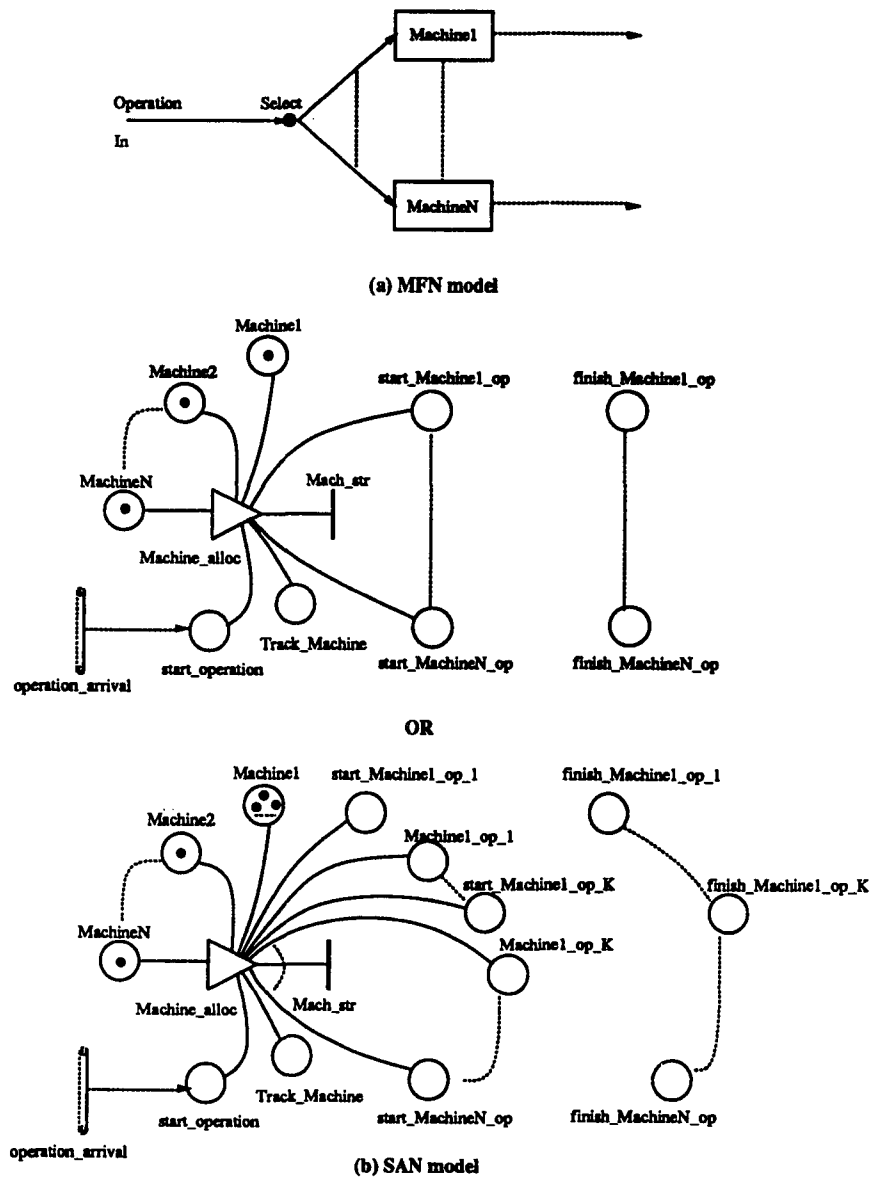 Machine1
Operation
Select
In
MachineN
(a) MFN model
Machine1
Machine2
start_Machine1_op
finish_Machine1_op
MachineN
Mach_str
Machine_alloc
Track_Machine
start_operation
start_MachineN_op
finish_MachineN_op
operation_arrival
OR
Machine1
start_Machine1_op_1
finish_Machine1_op_1
Machine2
Machine1_op_1
start_Machine1_op_K
finish_Machine1_op_K
MachineN
Machine1_op_K
Machine_alloc
Mach_str
Track_Machine
start_operation
start_MachineN_op
finish_MachineN_op
operation_arrival
(b) SAN model